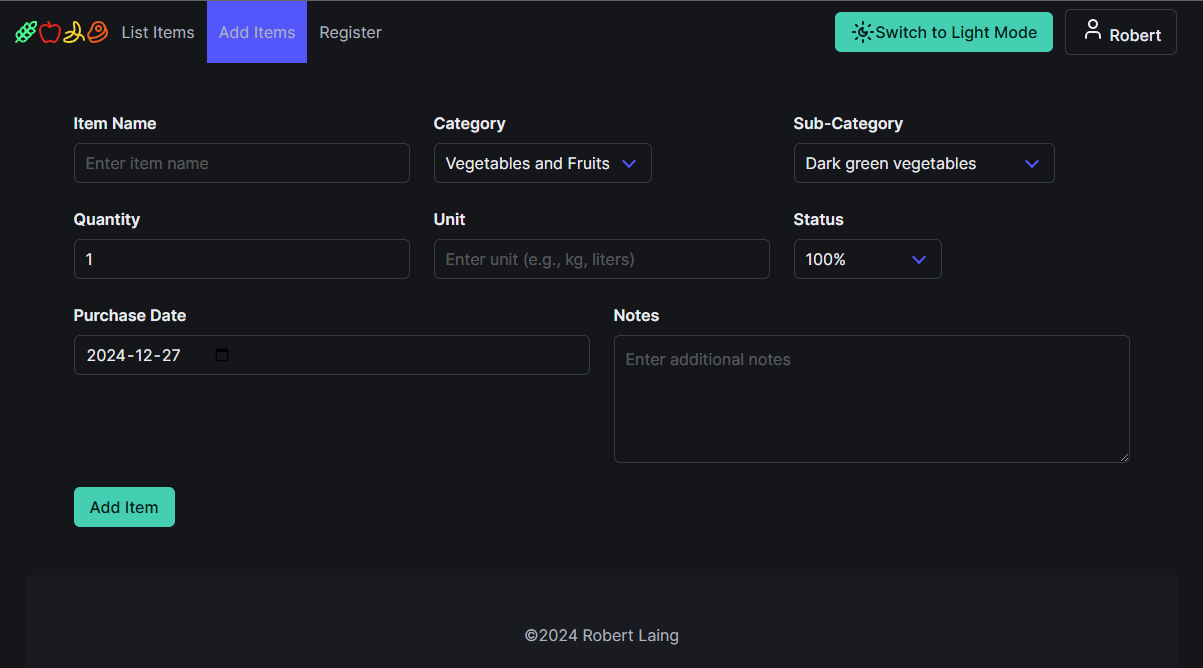 List Items Add Items Register Switch to Light Mode Robert
Item Name Category Sub-Category
Enter item name Vegetables and Fruits Dark green vegetables
Quantity Unit Status
1 Enter unit (e.g., kg, liters) 100%
Purchase Date Notes
2024-12-27 Enter additional notes
Add Item
©2024 Robert Laing